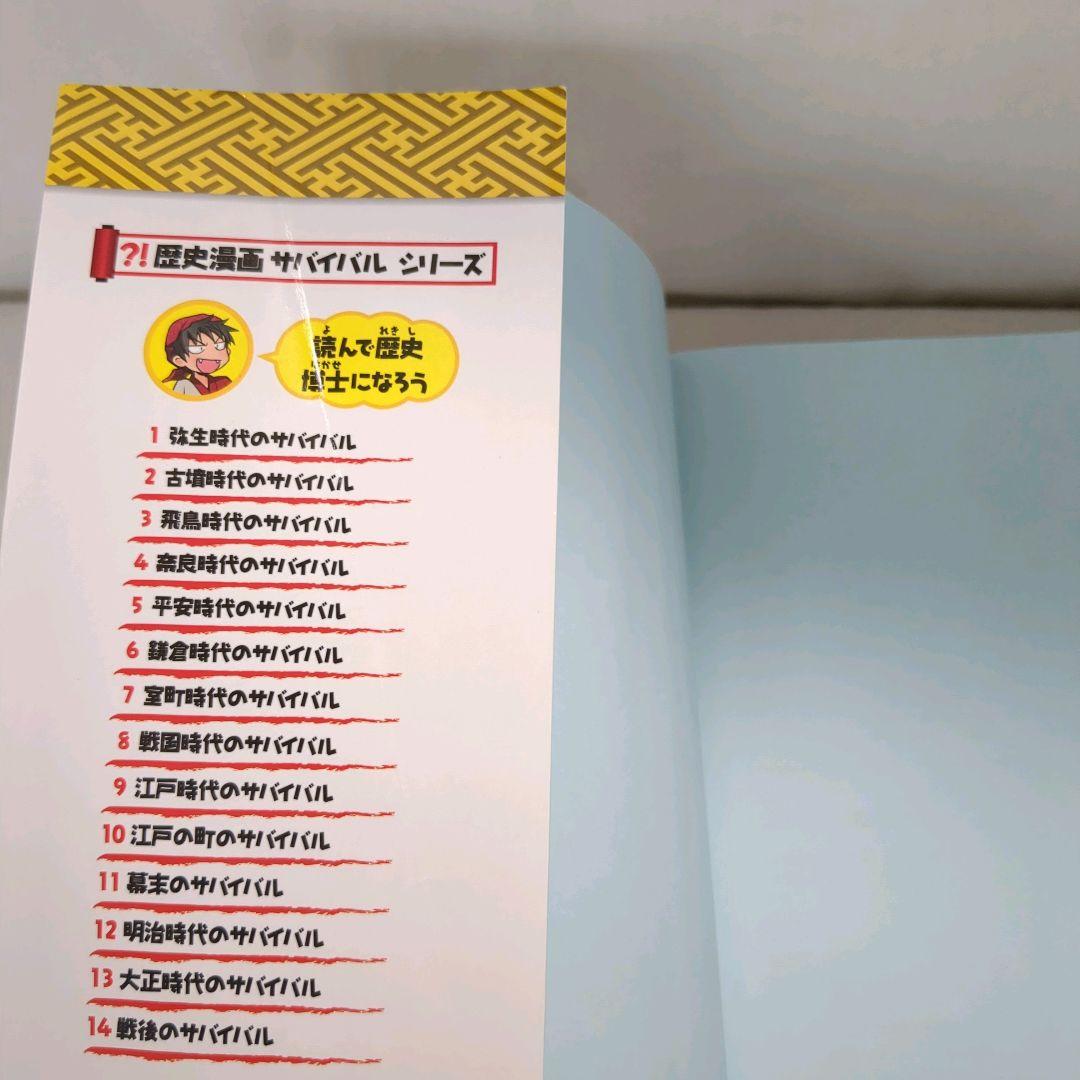 ?! 歴史漫画 サバイバル シリーズ
読んで歴史
博士になろう
1 弥生時代のサバイバル
2 古墳時代のサバイバル
3 飛鳥時代のサバイバル
4 奈良時代のサバイバル
5 平安時代のサバイバル
6 鎌倉時代のサバイバル
7 室町時代のサバイバル
8 戦国時代のサバイバル
9 江戸時代のサバイバル
10 江戸の町のサバイバル
11 幕末のサバイバル
12 明治時代のサバイバル
13 大正時代のサバイバル
14 戦後のサバイバル